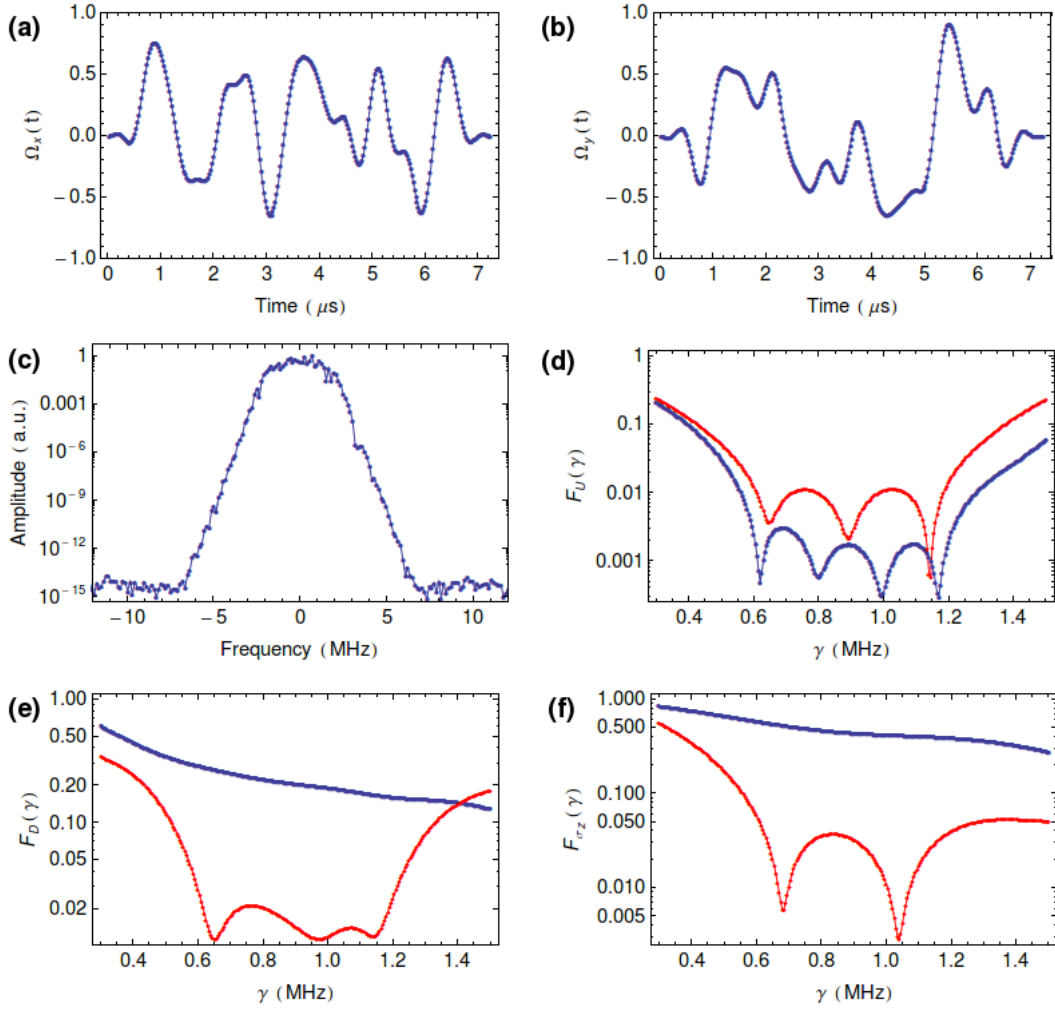 (a)
1.0
0.5
0.0
−0.5
−1.0
Ω_x(t)
0 1 2 3 4 5 6 7
Time (μs)
(b)
1.0
0.5
0.0
−0.5
−1.0
Ω_y(t)
0 1 2 3 4 5 6 7
Time (μs)
(c)
1
0.001
10^−6
10^−9
10^−12
10^−15
Amplitude (a.u.)
−10 −5 0 5 10
Frequency (MHz)
(d)
1
0.1
0.01
0.001
F_U(γ)
0.4 0.6 0.8 1.0 1.2 1.4
γ (MHz)
(e)
1.00
0.50
0.20
0.10
0.05
0.02
F_D(γ)
0.4 0.6 0.8 1.0 1.2 1.4
γ (MHz)
(f)
1.000
0.500
0.100
0.050
0.010
0.005
F_σ_z(γ)
0.4 0.6 0.8 1.0 1.2 1.4
γ (MHz)